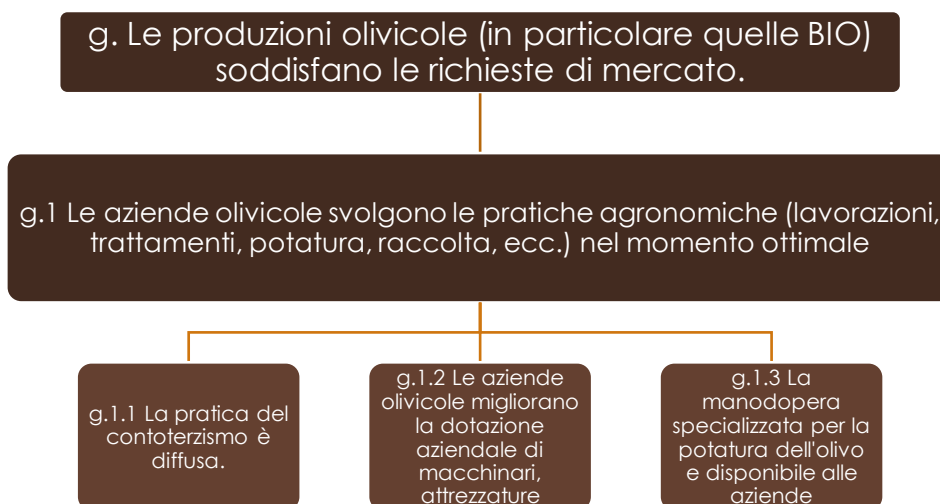 g. Le produzioni olivicole (in particolare quelle BIO)
soddisfano le richieste di mercato.
g.1 Le aziende olivicole svolgono le pratiche agronomiche (lavorazioni,
trattamenti, potatura, raccolta, ecc.) nel momento ottimale
g.1.1 La pratica del
contoterzismo è
diffusa.
g.1.2 Le aziende
olivicole migliorano
la dotazione
aziendale di
macchinari,
attrezzature
g.1.3 La
manodopera
specializzata per la
potatura dell'olivo
e disponibile alle
aziende